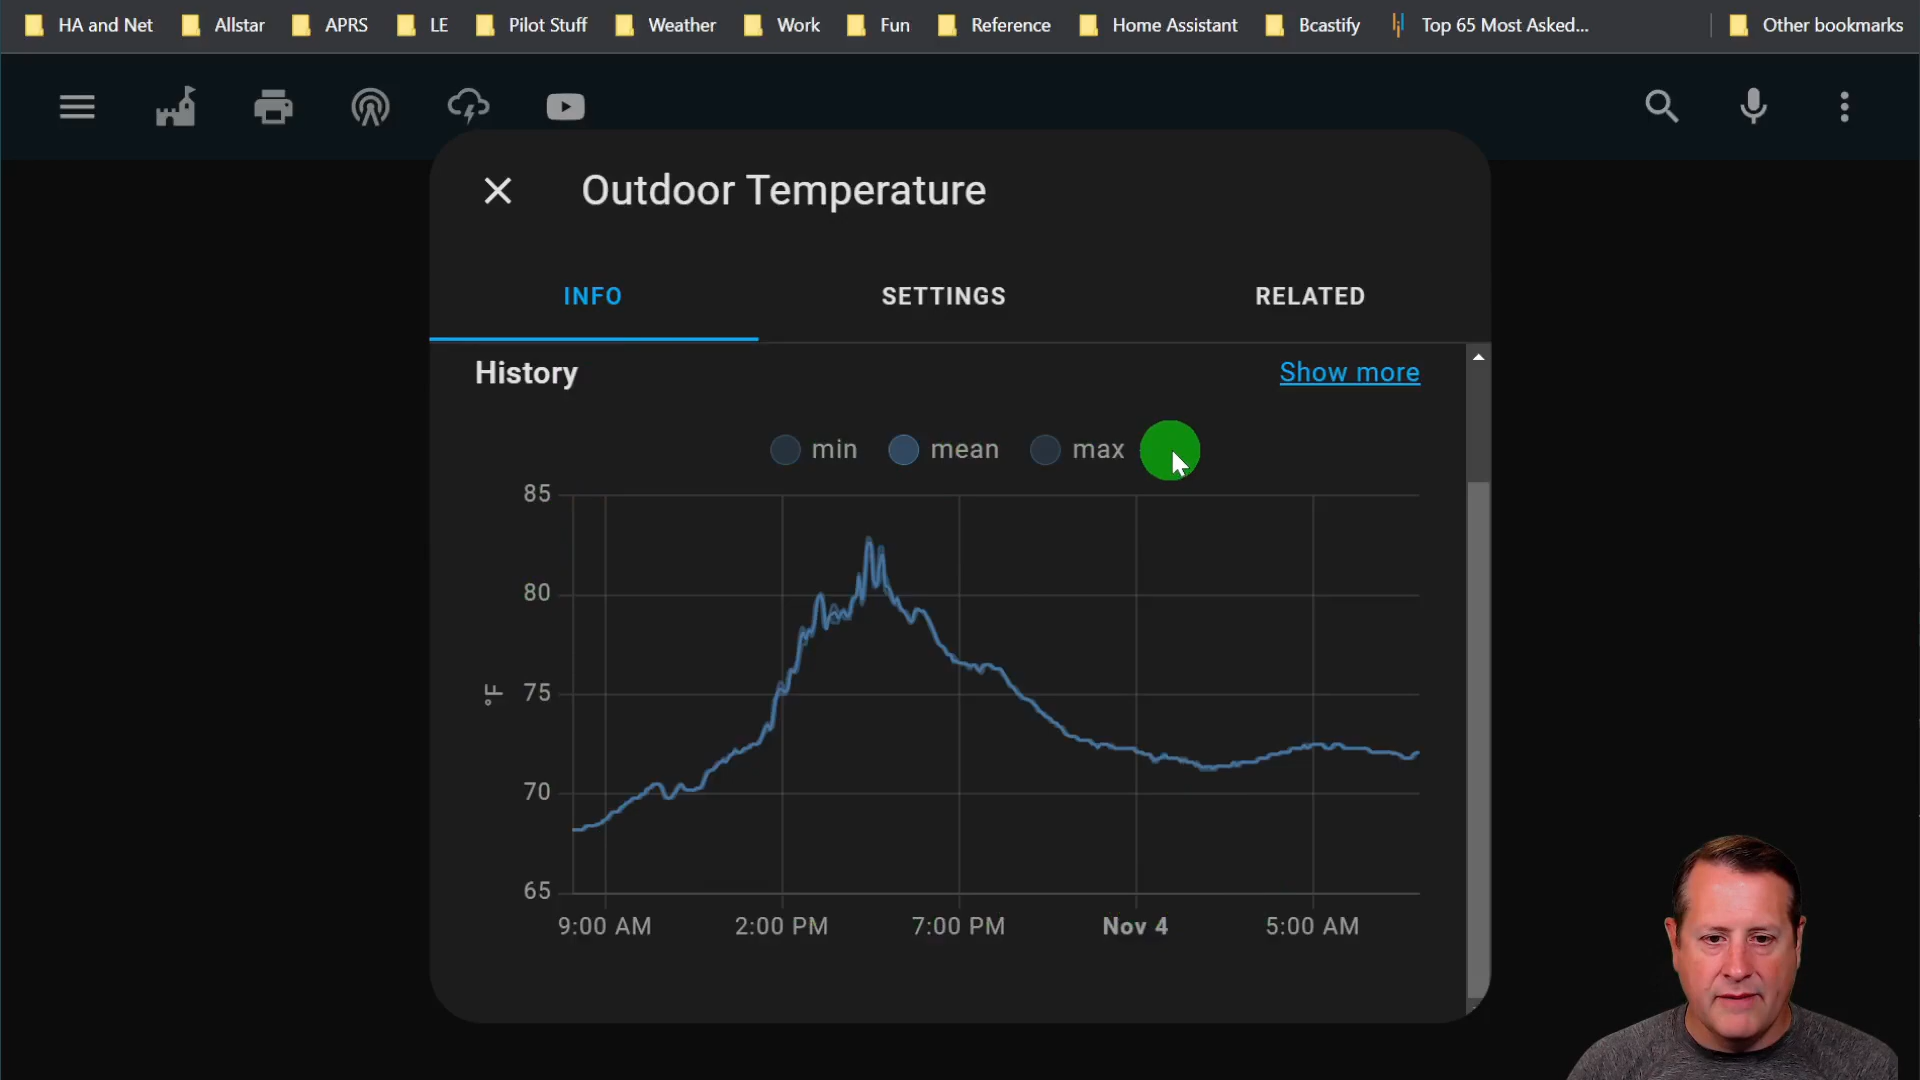 HA and Net Allstar APRS LE Pilot Stuff Weather Work Fun Reference Home Assistant Bcastify Top 65 Most Asked... Other bookmarks
Outdoor Temperature
INFO SETTINGS RELATED
History Show more
min mean max
85
80
75
°F
70
65
9:00 AM 2:00 PM 7:00 PM Nov 4 5:00 AM